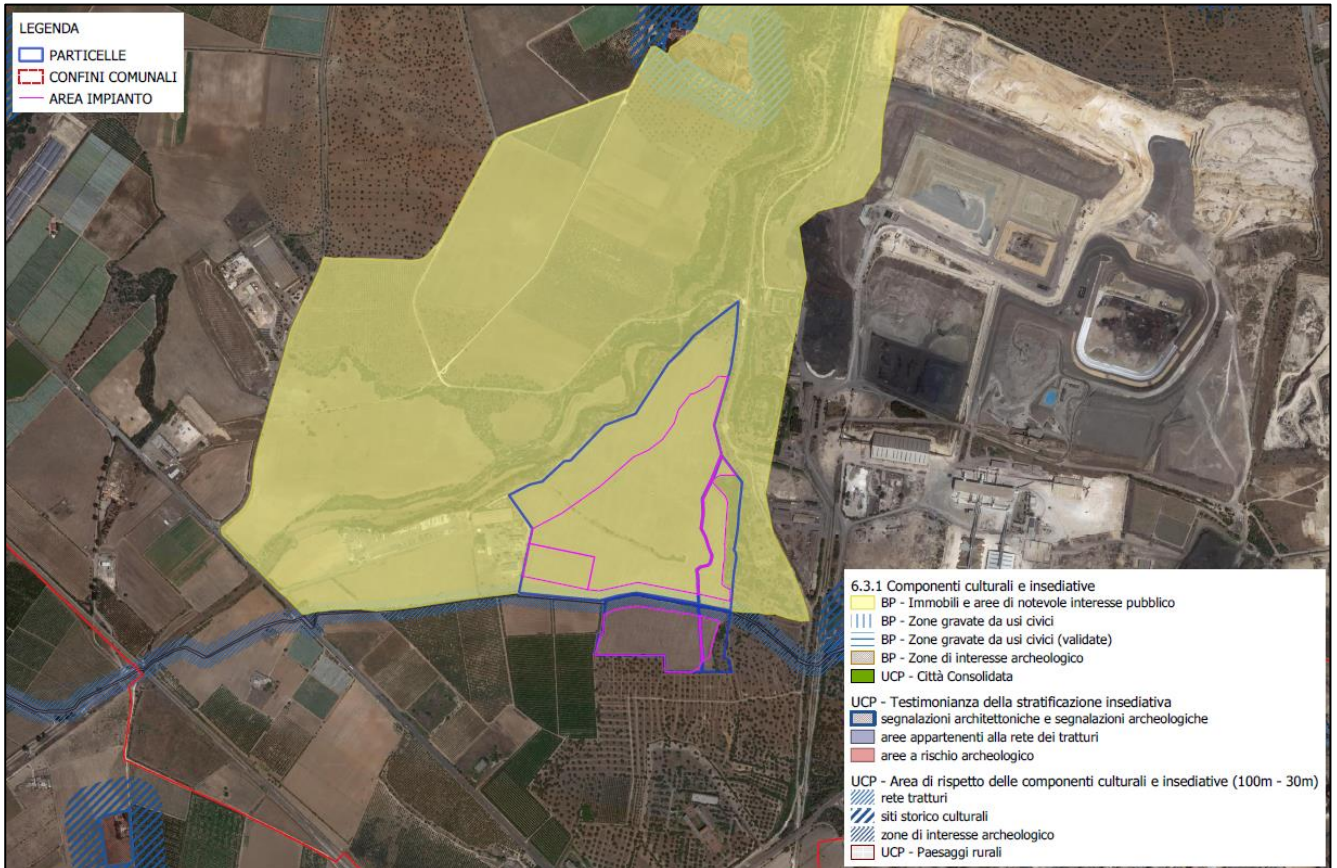 LEGENDA
PARTICELLE
CONFINI COMUNALI
AREA IMPIANTO
6.3.1 Componenti culturali e insediative
BP - Immobili e aree di notevole interesse pubblico
BP - Zone gravate da usi civici
BP - Zone gravate da usi civici (validate)
BP - Zone di interesse archeologico
UCP - Città Consolidata
UCP - Testimonianza della stratificazione insediativa
segnalazioni architettoniche e segnalazioni archeologiche
aree appartenenti alla rete dei tratturi
aree a rischio archeologico
UCP - Area di rispetto delle componenti culturali e insediative (100m - 30m)
rete tratturi
siti storico culturali
zone di interesse archeologico
UCP - Paesaggi rurali